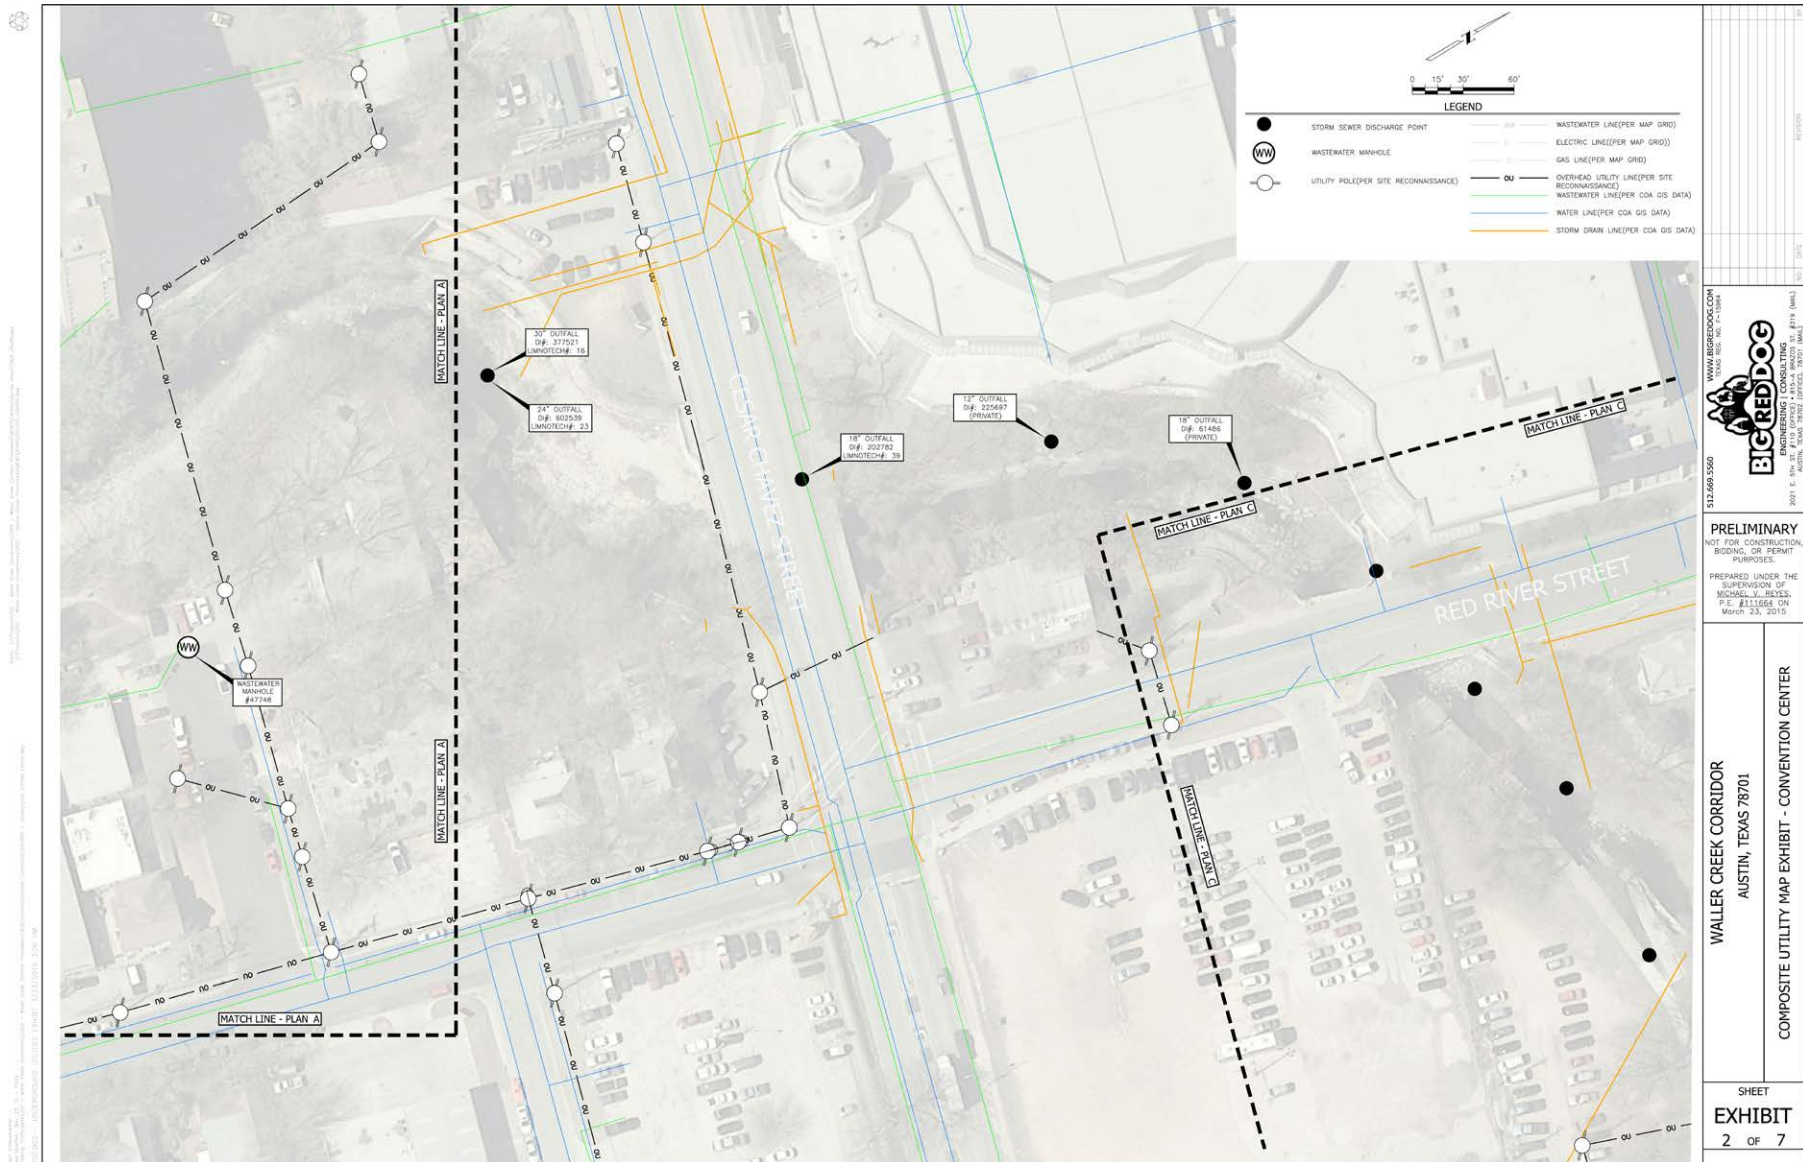 0 15' 30' 60'
LEGEND
STORM SEWER DISCHARGE POINT
WW
WASTEWATER MANHOLE
UTILITY POLE(PER SITE RECONNAISSANCE)
WASTEWATER LINE(PER MAP GRID)
ELECTRIC LINE((PER MAP GRID))
GAS LINE(PER MAP GRID)
OU
OVERHEAD UTILITY LINE(PER SITE
RECONNAISSANCE)
WASTEWATER LINE(PER COA GIS DATA)
WATER LINE(PER COA GIS DATA)
STORM DRAIN LINE(PER COA GIS DATA)
MATCH LINE - PLAN A
30" OUTFALL
DI#: 377521
LIMNOTECH#: 16
24" OUTFALL
DI#: 602539
LIMNOTECH#: 23
18" OUTFALL
DI#: 202782
LIMNOTECH#: 39
12" OUTFALL
DI#: 225697
(PRIVATE)
18" OUTFALL
DI#: 61486
(PRIVATE)
MATCH LINE - PLAN C
MATCH LINE - PLAN C
RED RIVER STREET
WW
WASTEWATER
MANHOLE
#47748
MATCH LINE - PLAN A
MATCH LINE - PLAN C
MATCH LINE - PLAN A
WWW.BIGREDDOG.COM
BIG RED DOG
ENGINEERING | CONSULTING
512.669.5560
PRELIMINARY
NOT FOR CONSTRUCTION,
BIDDING, OR PERMIT
PURPOSES.
PREPARED UNDER THE
SUPERVISION OF
MICHAEL V. REYES,
P.E. #111664 ON
March 23, 2015
WALLER CREEK CORRIDOR
AUSTIN, TEXAS 78701
COMPOSITE UTILITY MAP EXHIBIT - CONVENTION CENTER
SHEET
EXHIBIT
2 OF 7